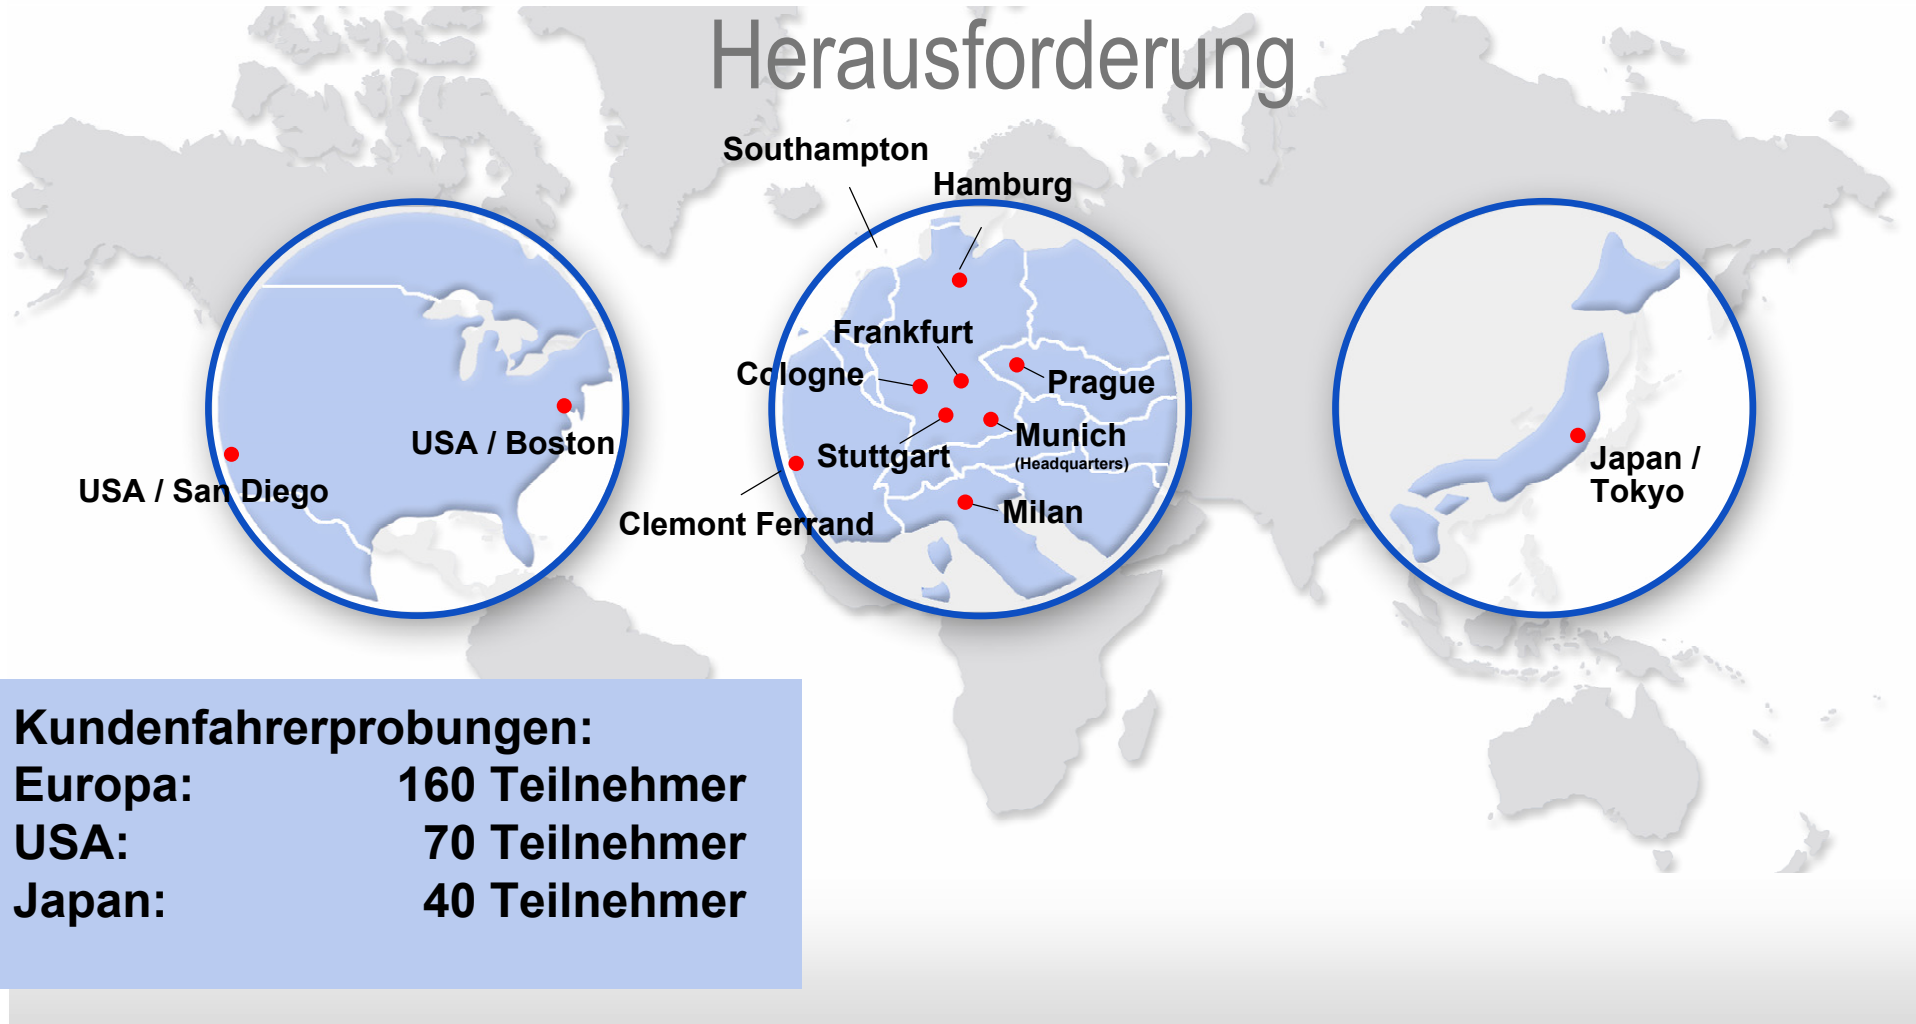 Herausforderung
Southampton
Hamburg
Frankfurt
Cologne
Prague
USA / Boston
Munich
(Headquarters)
Stuttgart
Japan /
Tokyo
USA / San Diego
Milan
Clemont Ferrand
Kundenfahrerprobungen:
Europa: 160 Teilnehmer
USA: 70 Teilnehmer
Japan: 40 Teilnehmer